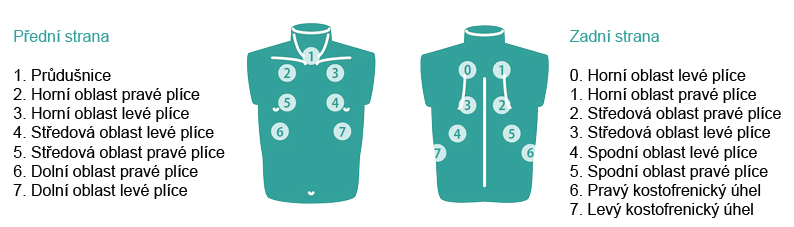 Přední strana
1. Průdušnice
2. Horní oblast pravé plíce
3. Horní oblast levé plíce
4. Středová oblast levé plíce
5. Středová oblast pravé plíce
6. Dolní oblast pravé plíce
7. Dolní oblast levé plíce
1
2 3
5 4
6 7
0 1
3 2
4 5
7 6
Zadní strana
0. Horní oblast levé plíce
1. Horní oblast pravé plíce
2. Středová oblast pravé plíce
3. Středová oblast levé plíce
4. Spodní oblast levé plíce
5. Spodní oblast pravé plíce
6. Pravý kostofrenický úhel
7. Levý kostofrenický úhel